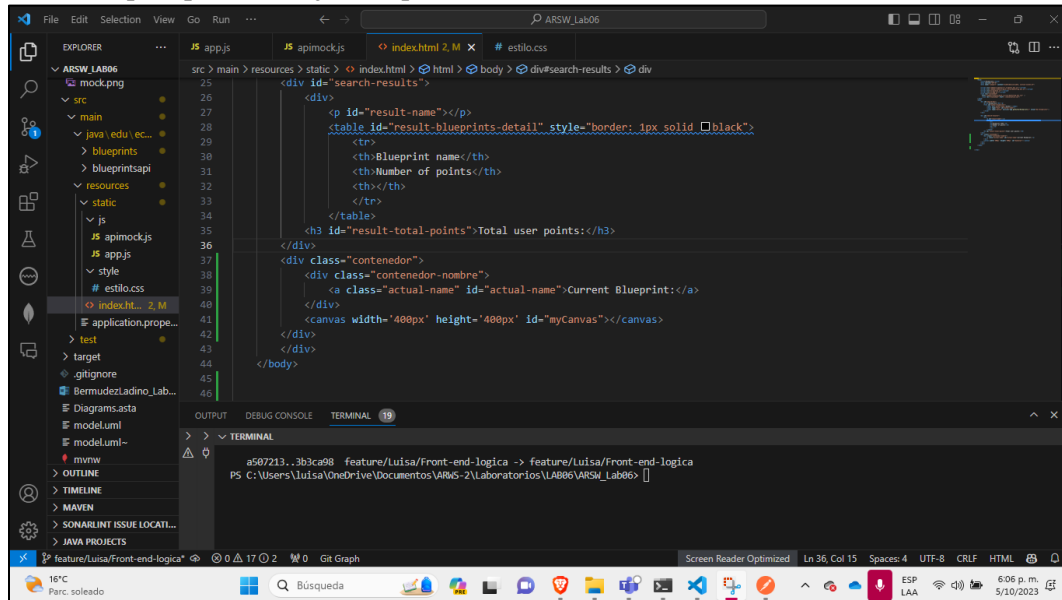 File Edit Selection View Go Run ··· ARSW_Lab06
EXPLORER ···
JS app.js JS apimock.js <> index.html 2, M × # estilo.css
ARSW_LAB06
src > main > resources > static > <> index.html > html > body > div#search-results > div
mock.png
src
main
java\edu\ec...
blueprints
blueprintsapi
resources
static
js
JS apimock.js
JS app.js
style
# estilo.css
<> index.ht... 2, M
application.prope...
test
target
.gitignore
BermudezLadino_Lab...
Diagrams.asta
model.uml
model.uml~
mvnw
OUTLINE
TIMELINE
MAVEN
SONARLINT ISSUE LOCATI...
JAVA PROJECTS
25 <div id="search-results">
26 <div>
27 <p id="result-name"></p>
28 <table id="result-blueprints-detail" style="border: 1px solid black">
29 <tr>
30 <th>Blueprint name</th>
31 <th>Number of points</th>
32 <th></th>
33 </tr>
34 </table>
35 <h3 id="result-total-points">Total user points:</h3>
36 </div>
37 <div class="contenedor">
38 <div class="contenedor-nombre">
39 <a class="actual-name" id="actual-name">Current Blueprint:</a>
40 </div>
41 <canvas width='400px' height='400px' id="myCanvas"></canvas>
42 </div>
43 </div>
44 </body>
45
46
OUTPUT DEBUG CONSOLE TERMINAL 19
TERMINAL
a507213..3b3ca98 feature/Luisa/Front-end-logica -> feature/Luisa/Front-end-logica
PS C:\Users\luisa\OneDrive\Documentos\ARWS-2\Laboratorios\LAB06\ARSW_Lab06>
feature/Luisa/Front-end-logica* 0 17 2 0 Git Graph Screen Reader Optimized Ln 36, Col 15 Spaces: 4 UTF-8 CRLF HTML
16°C
Parc. soleado
Búsqueda
PRE
ESP
LAA
6:06 p. m.
5/10/2023